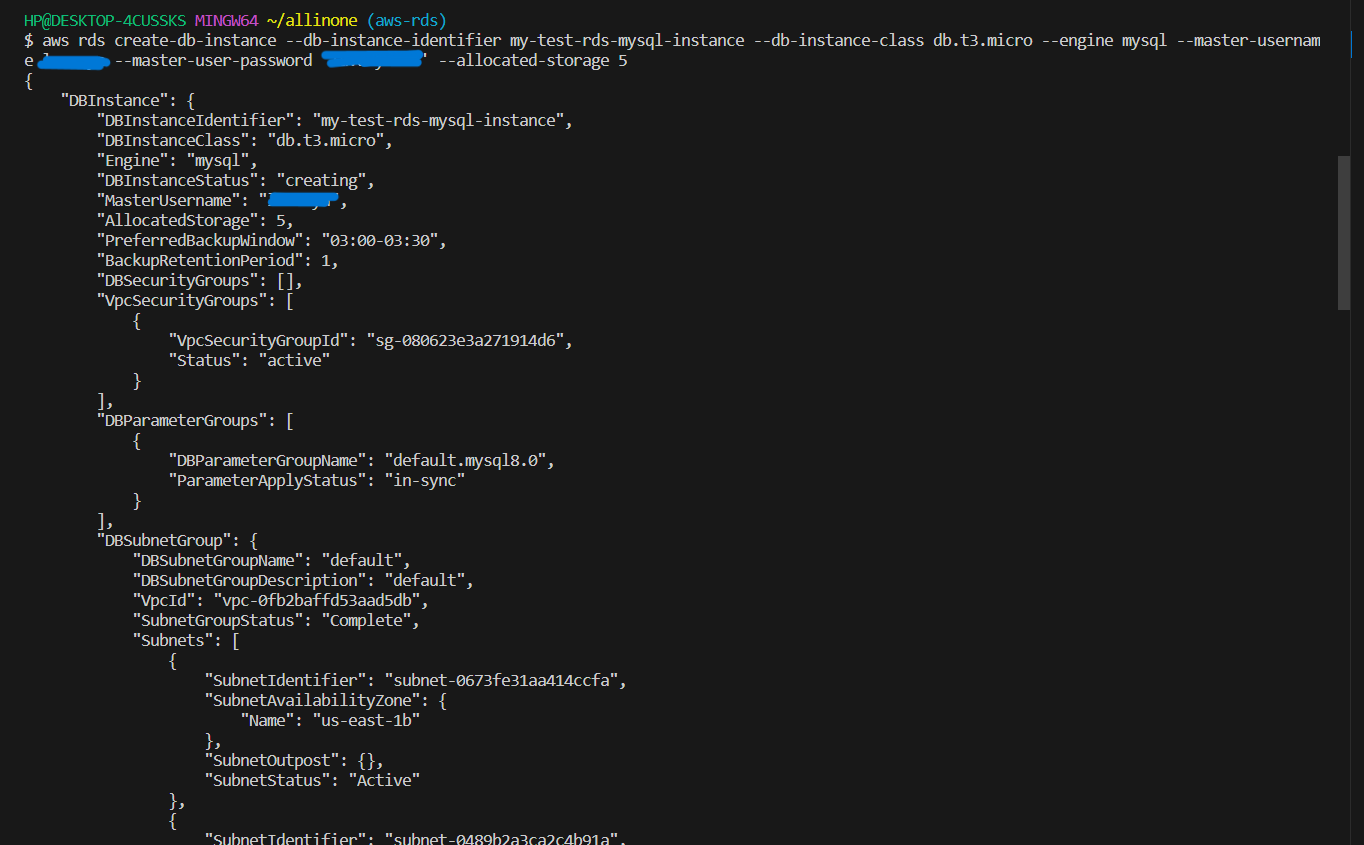 HP@DESKTOP-4CUSSKS MINGW64 ~/allinone (aws-rds)
$ aws rds create-db-instance --db-instance-identifier my-test-rds-mysql-instance --db-instance-class db.t3.micro --engine mysql --master-usernam
e --master-user-password ' --allocated-storage 5
{
    "DBInstance": {
        "DBInstanceIdentifier": "my-test-rds-mysql-instance",
        "DBInstanceClass": "db.t3.micro",
        "Engine": "mysql",
        "DBInstanceStatus": "creating",
        "MasterUsername": "",
        "AllocatedStorage": 5,
        "PreferredBackupWindow": "03:00-03:30",
        "BackupRetentionPeriod": 1,
        "DBSecurityGroups": [],
        "VpcSecurityGroups": [
            {
                "VpcSecurityGroupId": "sg-080623e3a271914d6",
                "Status": "active"
            }
        ],
        "DBParameterGroups": [
            {
                "DBParameterGroupName": "default.mysql8.0",
                "ParameterApplyStatus": "in-sync"
            }
        ],
        "DBSubnetGroup": {
            "DBSubnetGroupName": "default",
            "DBSubnetGroupDescription": "default",
            "VpcId": "vpc-0fb2baffd53aad5db",
            "SubnetGroupStatus": "Complete",
            "Subnets": [
                {
                    "SubnetIdentifier": "subnet-0673fe31aa414ccfa",
                    "SubnetAvailabilityZone": {
                        "Name": "us-east-1b"
                    },
                    "SubnetOutpost": {},
                    "SubnetStatus": "Active"
                },
                {
                    "SubnetIdentifier": "subnet-0489b2a3ca2c4b91a",